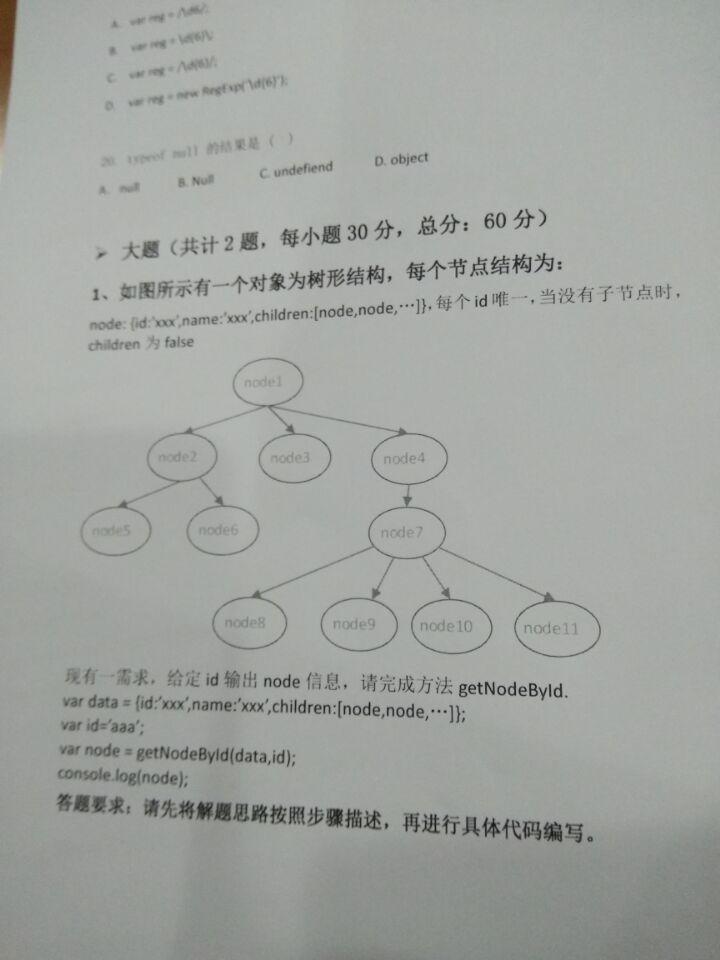 A. var reg = /\d6/;
B. var reg = \d{6}\;
C. var reg = /\d{6}/;
D. var reg = new RegExp('\d{6}');
20. typeof null 的结果是（ ）
A. null B. Null C. undefiend D. object
➢ 大题（共计2题，每小题30分，总分：60分）
1、如图所示有一个对象为树形结构，每个节点结构为：
node: {id:'xxx',name:'xxx',children:[node,node,…]}，每个id唯一，当没有子节点时，
children 为 false
node1
node2 node3 node4
node5 node6 node7
node8 node9 node10 node11
现有一需求，给定 id 输出 node 信息，请完成方法 getNodeById.
var data = {id:'xxx',name:'xxx',children:[node,node,…]};
var id='aaa';
var node = getNodeById(data,id);
console.log(node);
答题要求：请先将解题思路按照步骤描述，再进行具体代码编写。